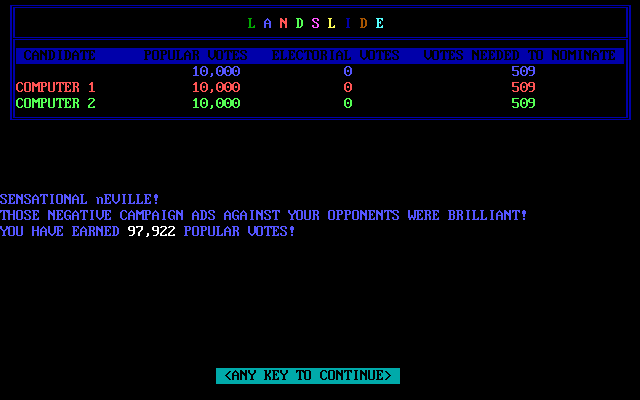 LANDSLIDE
CANDIDATE POPULAR VOTES ELECTORIAL VOTES VOTES NEEDED TO NOMINATE
10,000 0 509
COMPUTER 1 10,000 0 509
COMPUTER 2 10,000 0 509
SENSATIONAL nEVILLE!
THOSE NEGATIVE CAMPAIGN ADS AGAINST YOUR OPPONENTS WERE BRILLIANT!
YOU HAVE EARNED 97,922 POPULAR VOTES!
<ANY KEY TO CONTINUE>